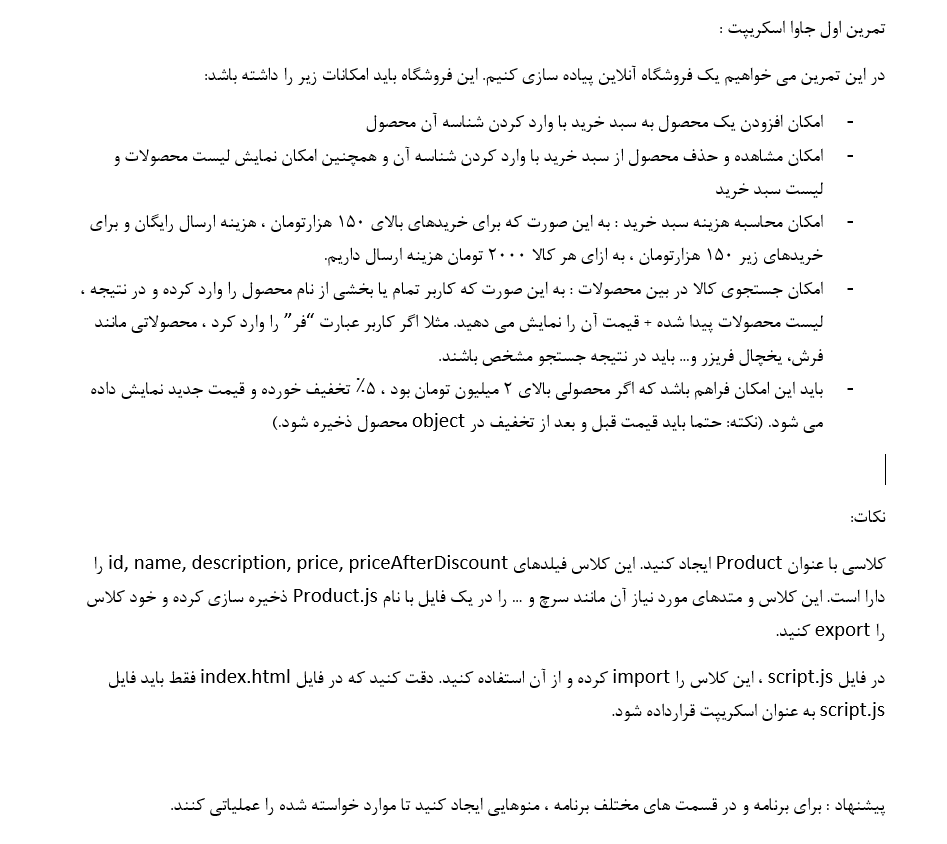 تمرین اول جاوا اسکریپت :
در این تمرین می خواهیم یک فروشگاه آنلاین پیاده سازی کنیم. این فروشگاه باید امکانات زیر را داشته باشد:
- امکان افزودن یک محصول به سبد خرید با وارد کردن شناسه آن محصول
- امکان مشاهده و حذف محصول از سبد خرید با وارد کردن شناسه آن و همچنین امکان نمایش لیست محصولات و
لیست سبد خرید
- امکان محاسبه هزینه سبد خرید : به این صورت که برای خریدهای بالای ۱۵۰ هزارتومان ، هزینه ارسال رایگان و برای
خریدهای زیر ۱۵۰ هزارتومان ، به ازای هر کالا ۲۰۰۰ تومان هزینه ارسال داریم.
- امکان جستجوی کالا در بین محصولات : به این صورت که کاربر تمام یا بخشی از نام محصول را وارد کرده و در نتیجه ،
لیست محصولات پیدا شده + قیمت آن را نمایش می دهید. مثلا اگر کاربر عبارت “فر” را وارد کرد ، محصولاتی مانند
فرش، یخچال فریزر و... باید در نتیجه جستجو مشخص باشند.
- باید این امکان فراهم باشد که اگر محصولی بالای ۲ میلیون تومان بود ، ۵٪ تخفیف خورده و قیمت جدید نمایش داده
می شود. (نکته: حتما باید قیمت قبل و بعد از تخفیف در object محصول ذخیره شود.)
نکات:
کلاسی با عنوان Product ایجاد کنید. این کلاس فیلدهای id, name, description, price, priceAfterDiscount را
دارا است. این کلاس و متدهای مورد نیاز آن مانند سرچ و ... را در یک فایل با نام Product.js ذخیره سازی کرده و خود کلاس
را export کنید.
در فایل script.js ، این کلاس را import کرده و از آن استفاده کنید. دقت کنید که در فایل index.html فقط باید فایل
script.js به عنوان اسکریپت قرارداده شود.
پیشنهاد : برای برنامه و در قسمت های مختلف برنامه ، منوهایی ایجاد کنید تا موارد خواسته شده را عملیاتی کنند.